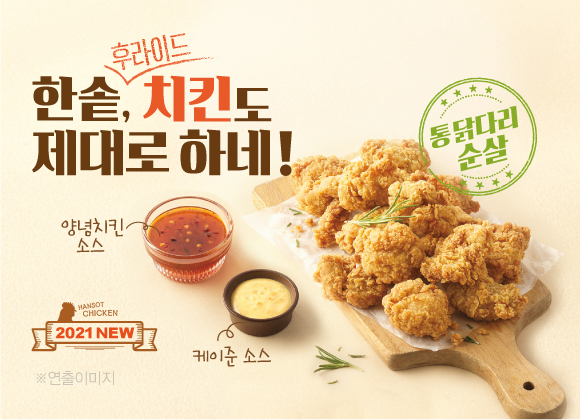 후라이드
한솥, 치킨도
제대로 하네!
통닭다리
순살
양념치킨
소스
HANSOT
CHICKEN
2021 NEW
케이준 소스
※연출이미지